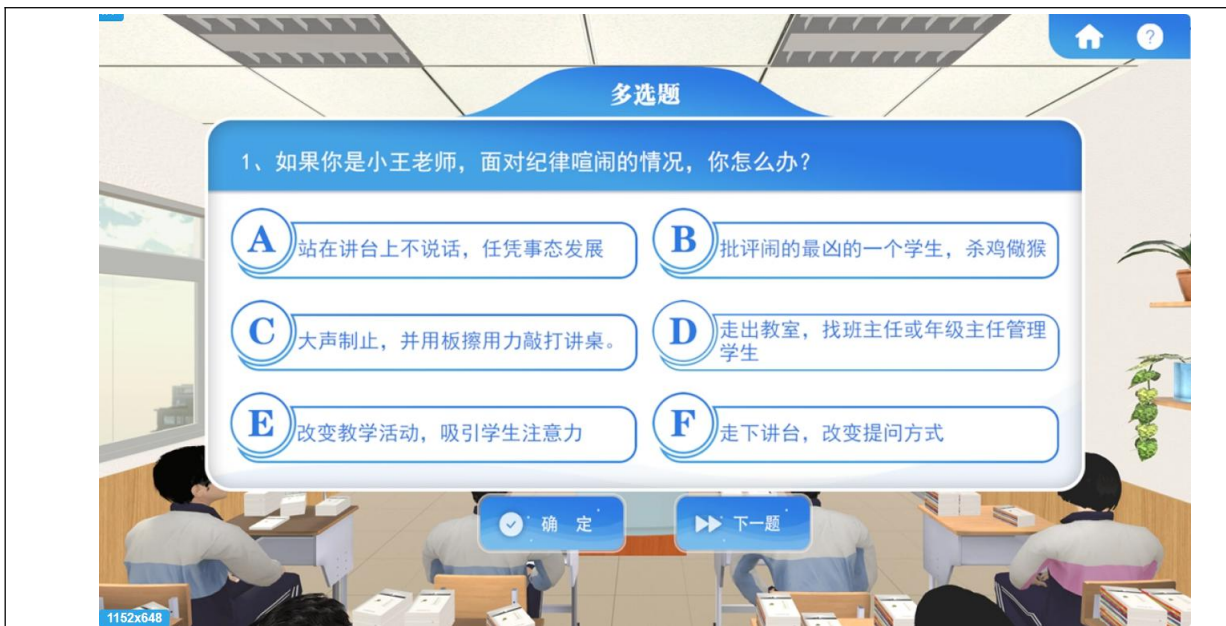 ?
多选题
1、如果你是小王老师，面对纪律喧闹的情况，你怎么办？
A
站在讲台上不说话，任凭事态发展
B
批评闹的最凶的一个学生，杀鸡儆猴
C
大声制止，并用板擦用力敲打讲桌。
D
走出教室，找班主任或年级主任管理
学生
E
改变教学活动，吸引学生注意力
F
走下讲台，改变提问方式
确 定
下一题
1152x648